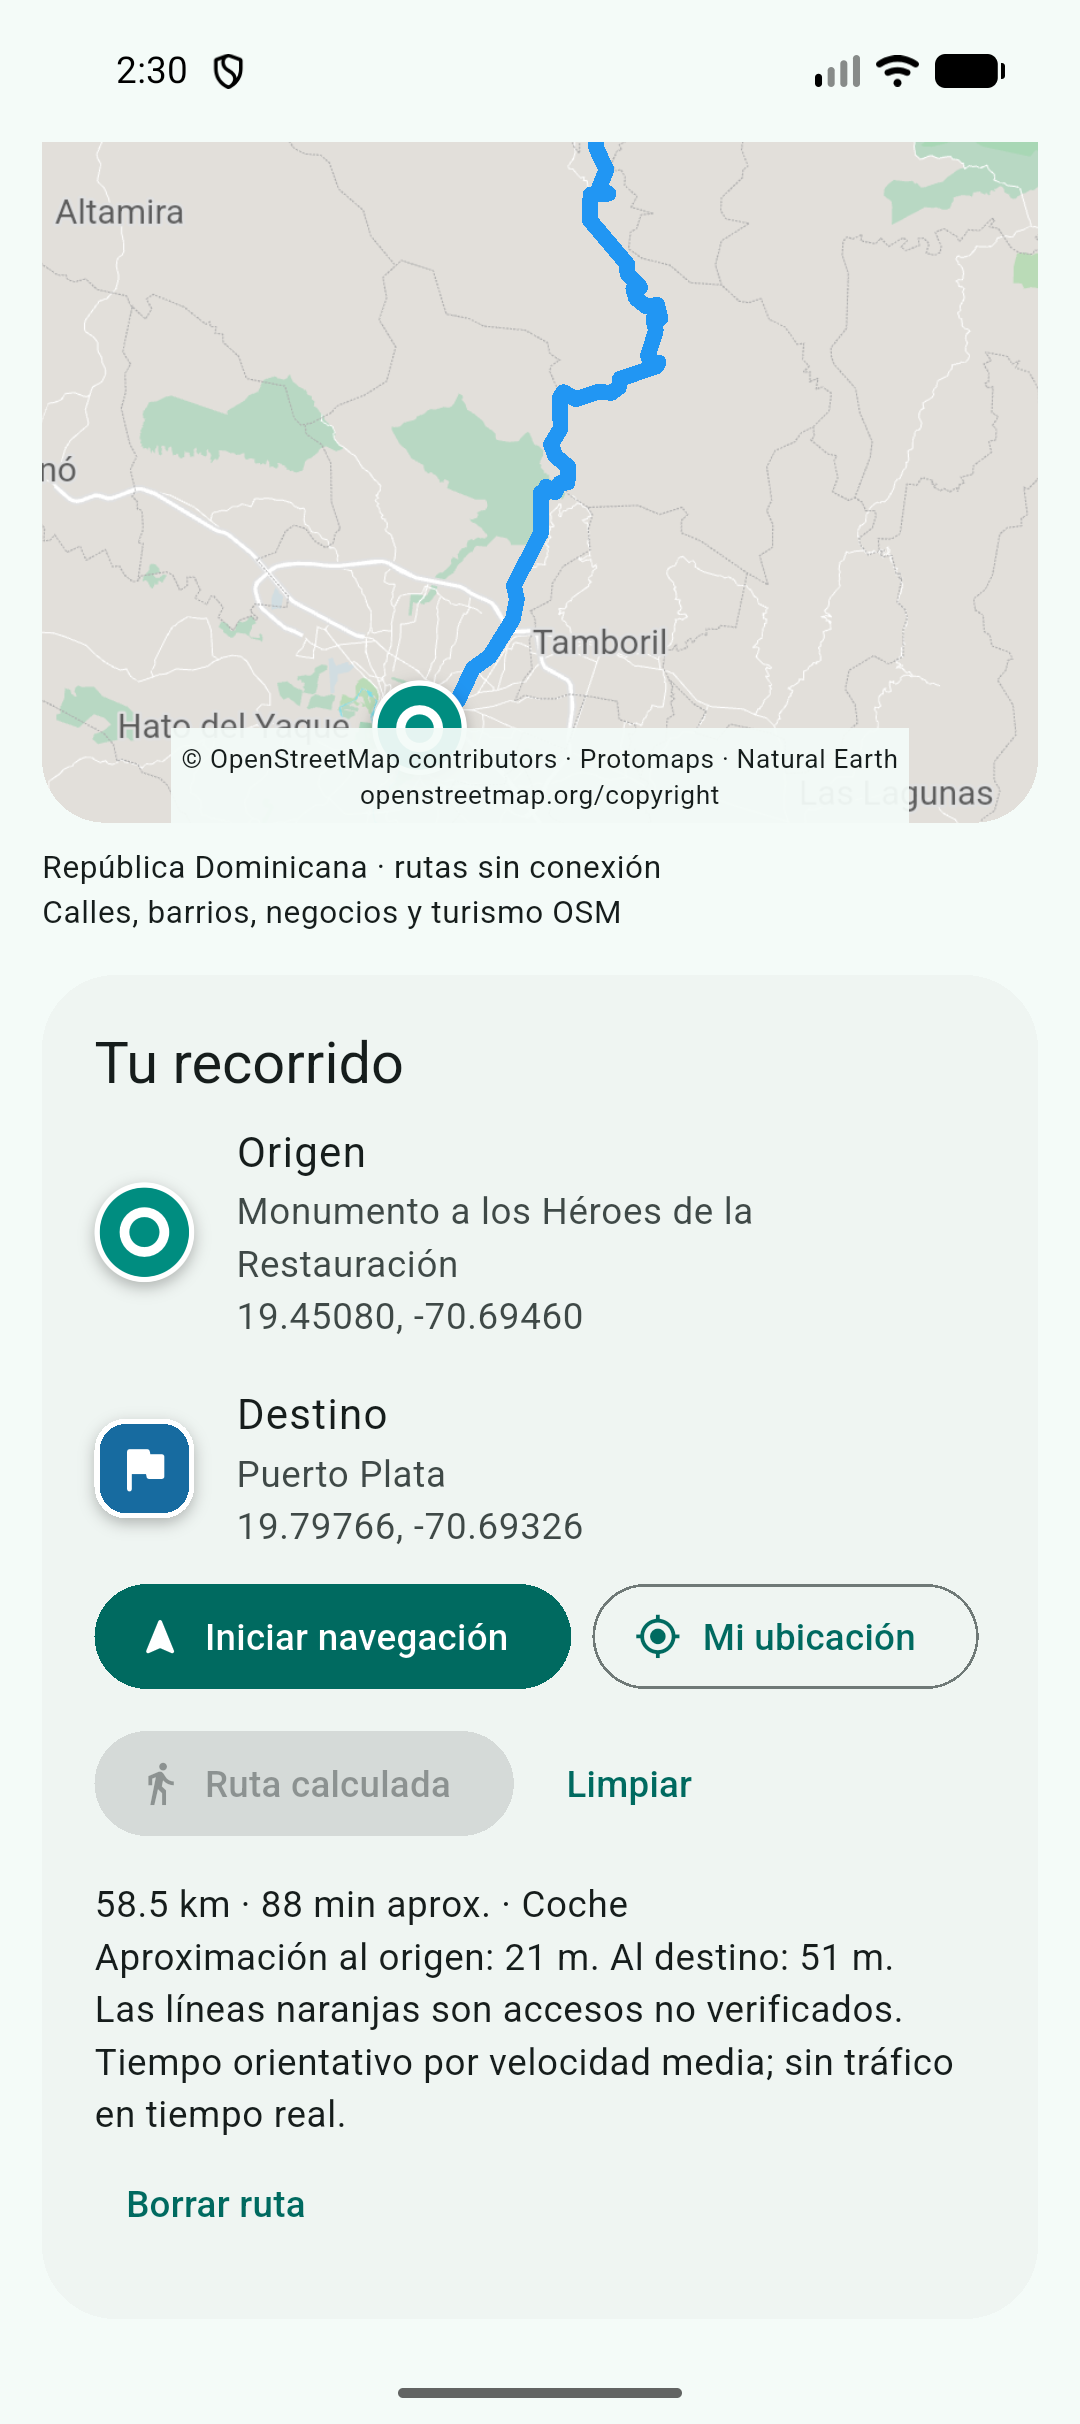 2:30
Altamira
nó
Tamboril
Hato del Yaque
© OpenStreetMap contributors · Protomaps · Natural Earth
openstreetmap.org/copyright
Las Lagunas
República Dominicana · rutas sin conexión
Calles, barrios, negocios y turismo OSM
Tu recorrido
Origen
Monumento a los Héroes de la
Restauración
19.45080, -70.69460
Destino
Puerto Plata
19.79766, -70.69326
Iniciar navegación
Mi ubicación
Ruta calculada
Limpiar
58.5 km · 88 min aprox. · Coche
Aproximación al origen: 21 m. Al destino: 51 m.
Las líneas naranjas son accesos no verificados.
Tiempo orientativo por velocidad media; sin tráfico
en tiempo real.
Borrar ruta